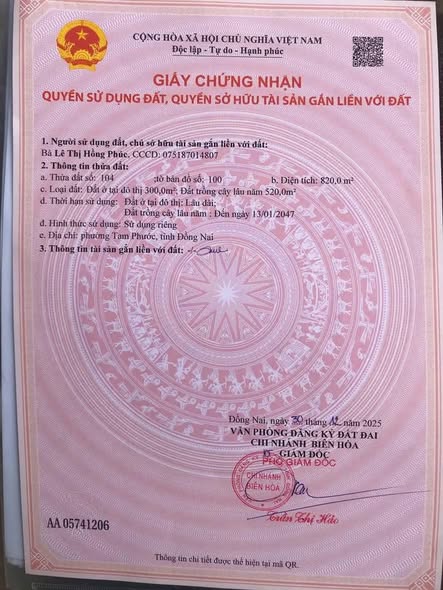 CỘNG HÒA XÃ HỘI CHỦ NGHĨA VIỆT NAM
Độc lập - Tự do - Hạnh phúc
GIẤY CHỨNG NHẬN
QUYỀN SỬ DỤNG ĐẤT, QUYỀN SỞ HỮU TÀI SẢN GẮN LIỀN VỚI ĐẤT
1. Người sử dụng đất, chủ sở hữu tài sản gắn liền với đất:
Bà Lê Thị Hồng Phúc, CCCD: 075187014807
2. Thông tin thửa đất:
a. Thửa đất số: 104 ;tờ bản đồ số: 100 b. Diện tích: 820,0 m²
c. Loại đất: Đất ở tại đô thị 300,0m²; Đất trồng cây lâu năm 520,0m²
d. Thời hạn sử dụng: Đất ở tại đô thị: Lâu dài;
Đất trồng cây lâu năm : Đến ngày 13/01/2047
đ. Hình thức sử dụng: Sử dụng riêng
e. Địa chỉ: phường Tam Phước, tỉnh Đồng Nai
3. Thông tin tài sản gắn liền với đất: -/-
Đồng Nai, ngày 30 tháng 12 năm 2025
VĂN PHÒNG ĐĂNG KÝ ĐẤT ĐAI
CHI NHÁNH BIÊN HÒA
GIÁM ĐỐC
PHÓ GIÁM ĐỐC
CHI NHÁNH
BIÊN HÒA
Trần Thị Hảo
AA 05741206
Thông tin chi tiết được thể hiện tại mã QR.